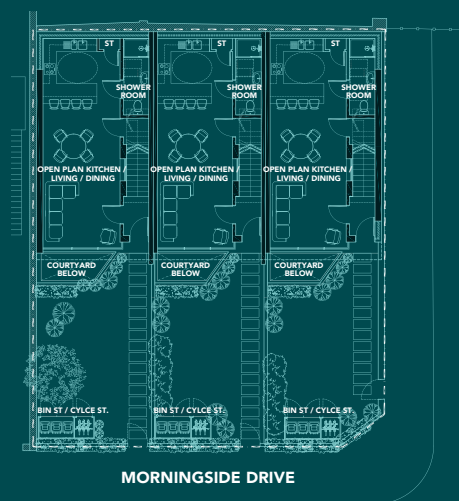 ST ST ST
SHOWER ROOM SHOWER ROOM SHOWER ROOM
OPEN PLAN KITCHEN / LIVING / DINING OPEN PLAN KITCHEN / LIVING / DINING OPEN PLAN KITCHEN / LIVING / DINING
COURTYARD BELOW COURTYARD BELOW COURTYARD BELOW
BIN ST / CYLCE ST. BIN ST / CYLCE ST. BIN ST / CYLCE ST.
MORNINGSIDE DRIVE